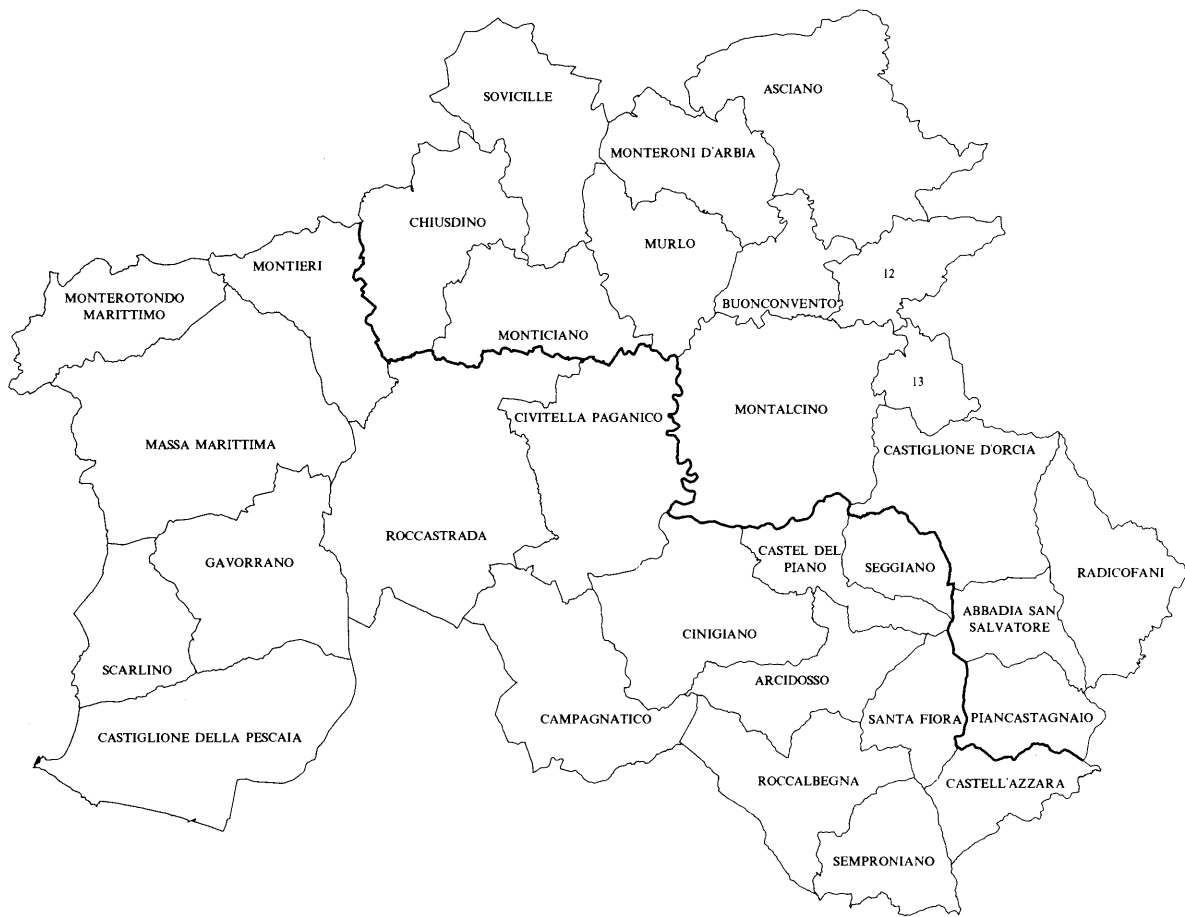 ASCIANO
SOVICILLE
MONTERONI D'ARBIA
CHIUSDINO
MURLO
MONTIERI
12
MONTEROTONDO
MARITTIMO
BUONCONVENTO
MONTICIANO
13
MONTALCINO
CIVITELLA PAGANICO
MASSA MARITTIMA
CASTIGLIONE D'ORCIA
ROCCASTRADA
CASTEL DEL
PIANO
GAVORRANO
SEGGIANO
RADICOFANI
ABBADIA SAN
SALVATORE
CINIGIANO
SCARLINO
ARCIDOSSO
CAMPAGNATICO
SANTA FIORA
PIANCASTAGNAIO
CASTIGLIONE DELLA PESCAIA
ROCCALBEGNA
CASTELL'AZZARA
SEMPRONIANO